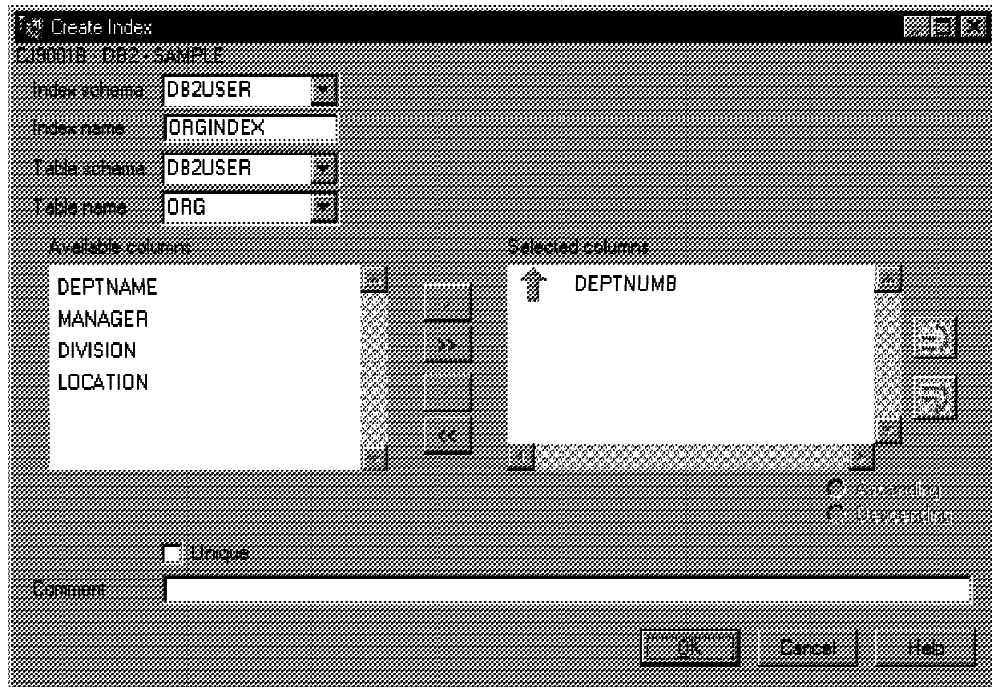 Create Index
CJ9001B - DB2 - SAMPLE
Index schema DB2USER
Index name ORGINDEX
Table schema DB2USER
Table name ORG
Available columns Selected columns
DEPTNAME DEPTNUMB
MANAGER
>>
DIVISION
LOCATION
<<
Ascending
Descending
Unique
Comment
OK Cancel Help